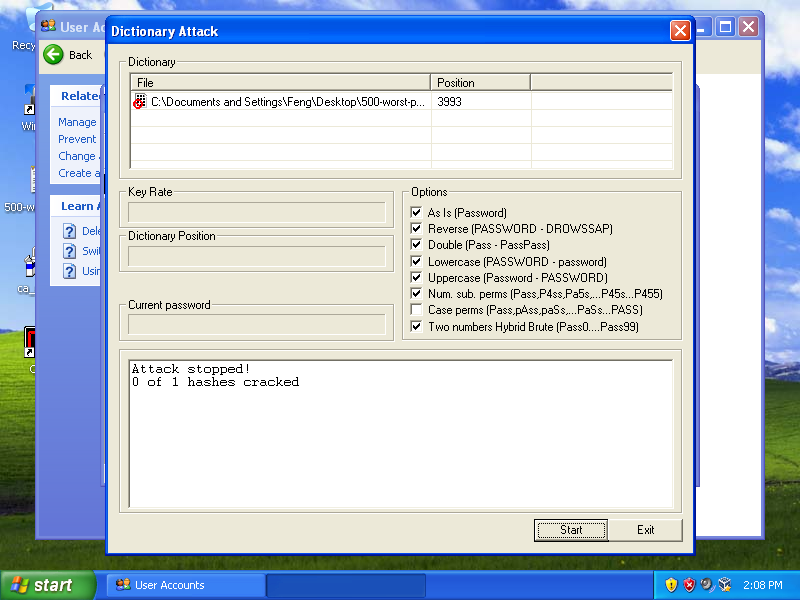 Recy
User Ac
Dictionary Attack
Back
Dictionary
File Position
C:\Documents and Settings\Feng\Desktop\500-worst-p... 3993
Manage
Prevent
Change
Create a
Learn A
Key Rate
Options
As Is (Password)
Reverse (PASSWORD - DROWSSAP)
Dictionary Position
Double (Pass - PassPass)
Lowercase (PASSWORD - password)
Uppercase (Password - PASSWORD)
Num. sub. perms (Pass,P4ss,Pa5s,...P45s...P455)
Case perms (Pass,pAss,paSs,...PaSs...PASS)
Two numbers Hybrid Brute (Pass0....Pass99)
Current password
500-w
Dele
Swi
Usin
ca_
Attack stopped!
0 of 1 hashes cracked
Start Exit
start User Accounts 2:08 PM